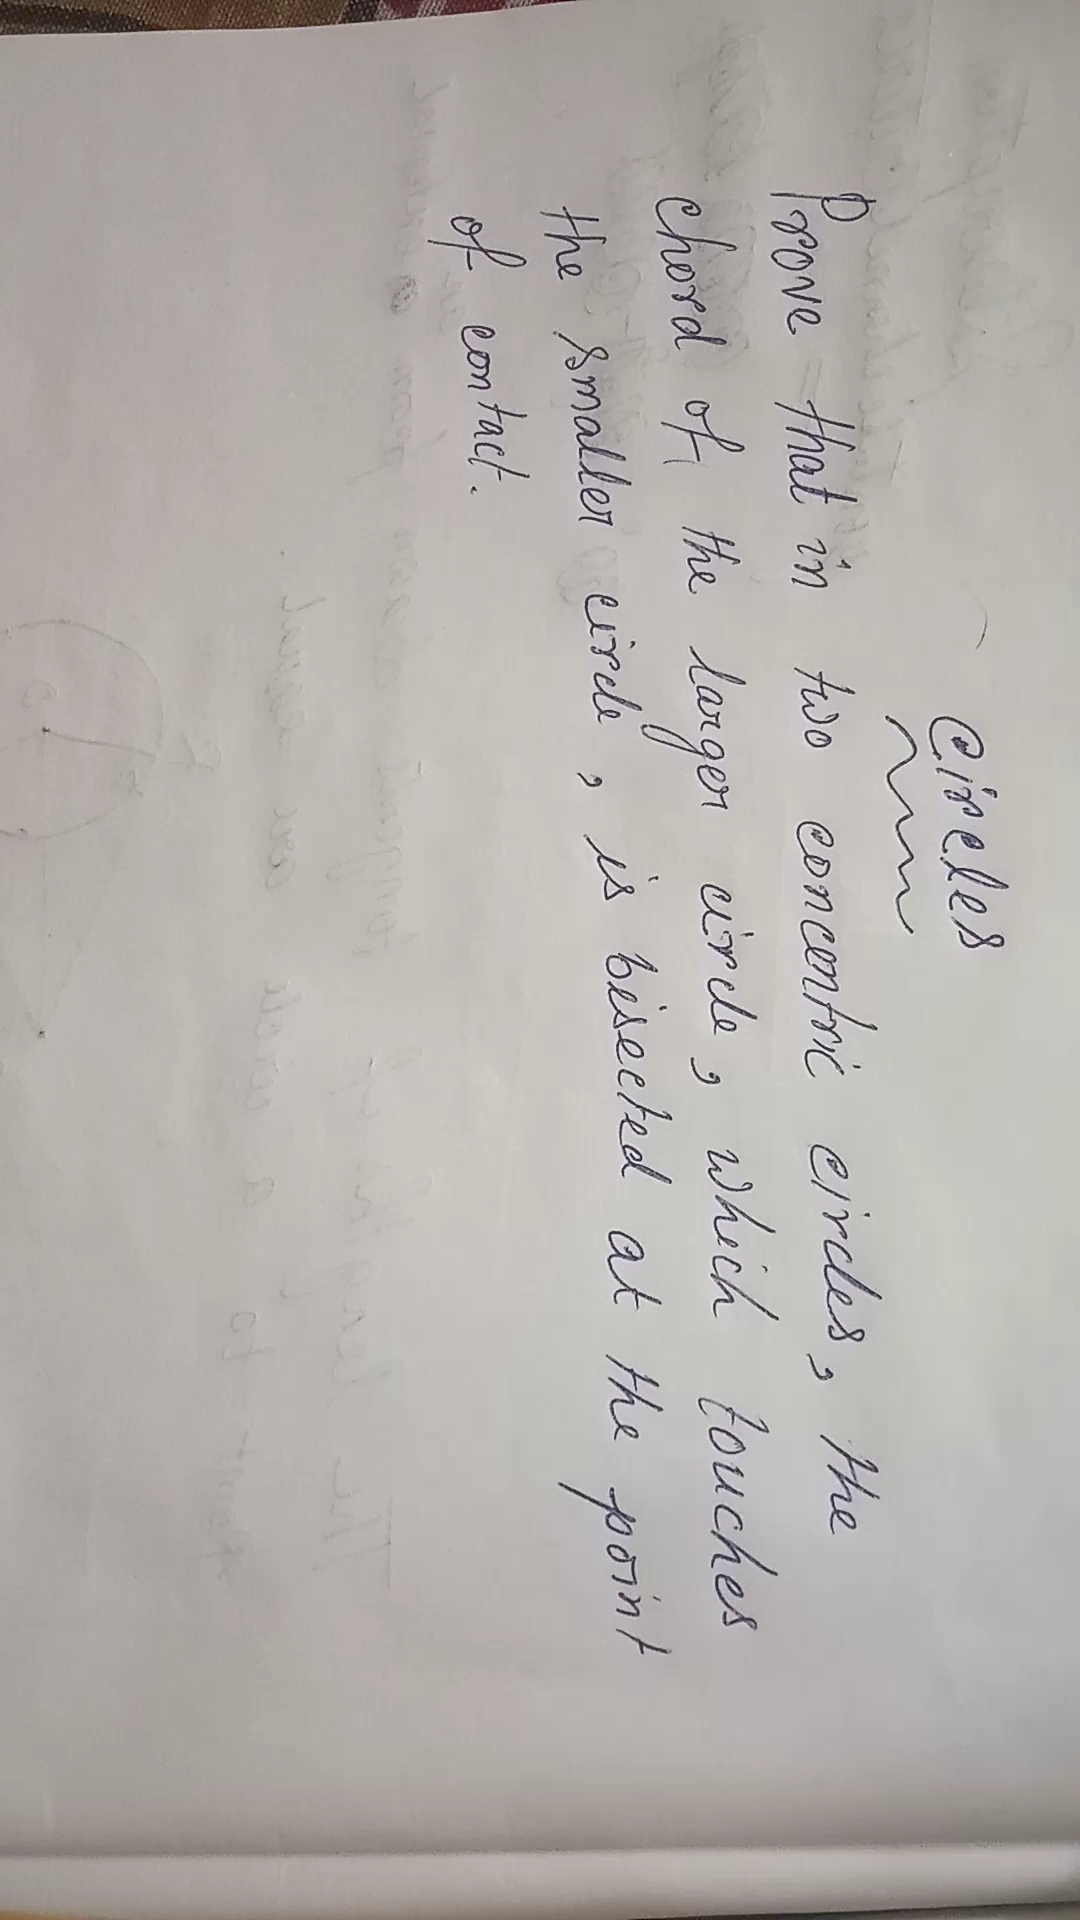 Circles
Prove that in two concentric circles, the
chord of the larger circle, which touches
the smaller circle, is bisected at the point
of contact.